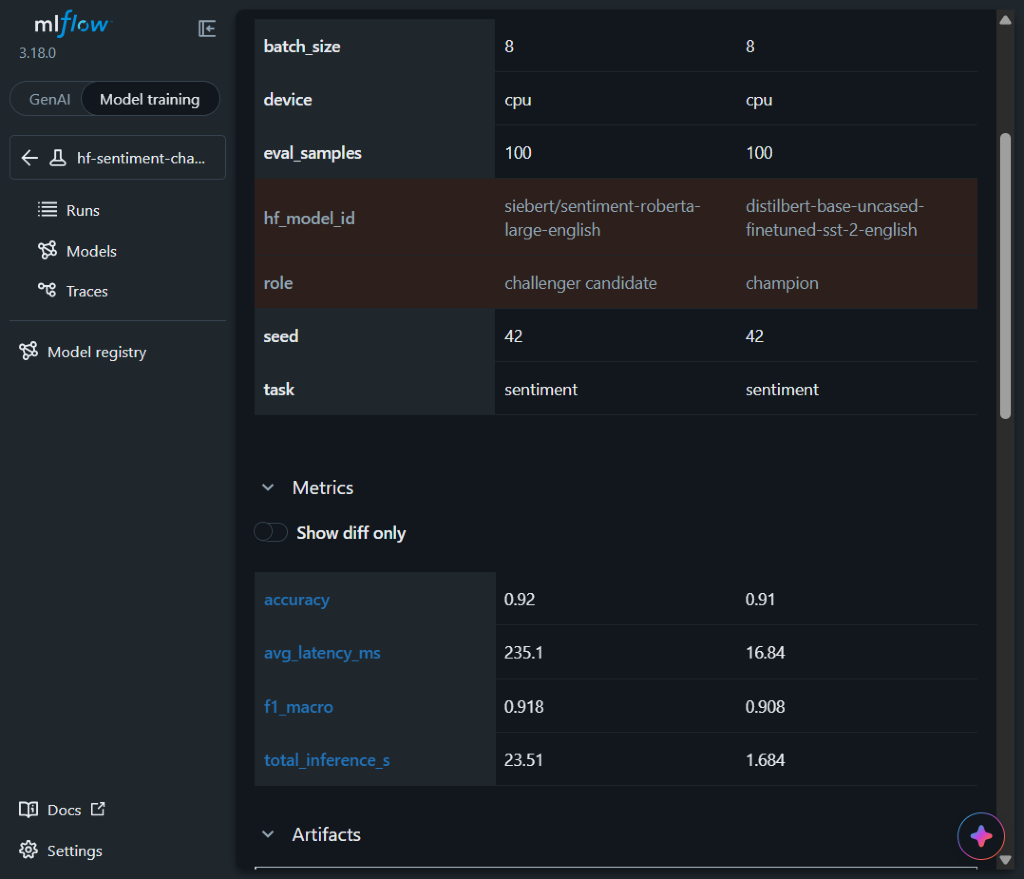 mlflow
3.18.0
GenAI
Model training
hf-sentiment-cha...
Runs
Models
Traces
Model registry
Docs
Settings
batch_size 8 8
device cpu cpu
eval_samples 100 100
hf_model_id siebert/sentiment-roberta- distilbert-base-uncased-
large-english finetuned-sst-2-english
role challenger candidate champion
seed 42 42
task sentiment sentiment
Metrics
Show diff only
accuracy 0.92 0.91
avg_latency_ms 235.1 16.84
f1_macro 0.918 0.908
total_inference_s 23.51 1.684
Artifacts